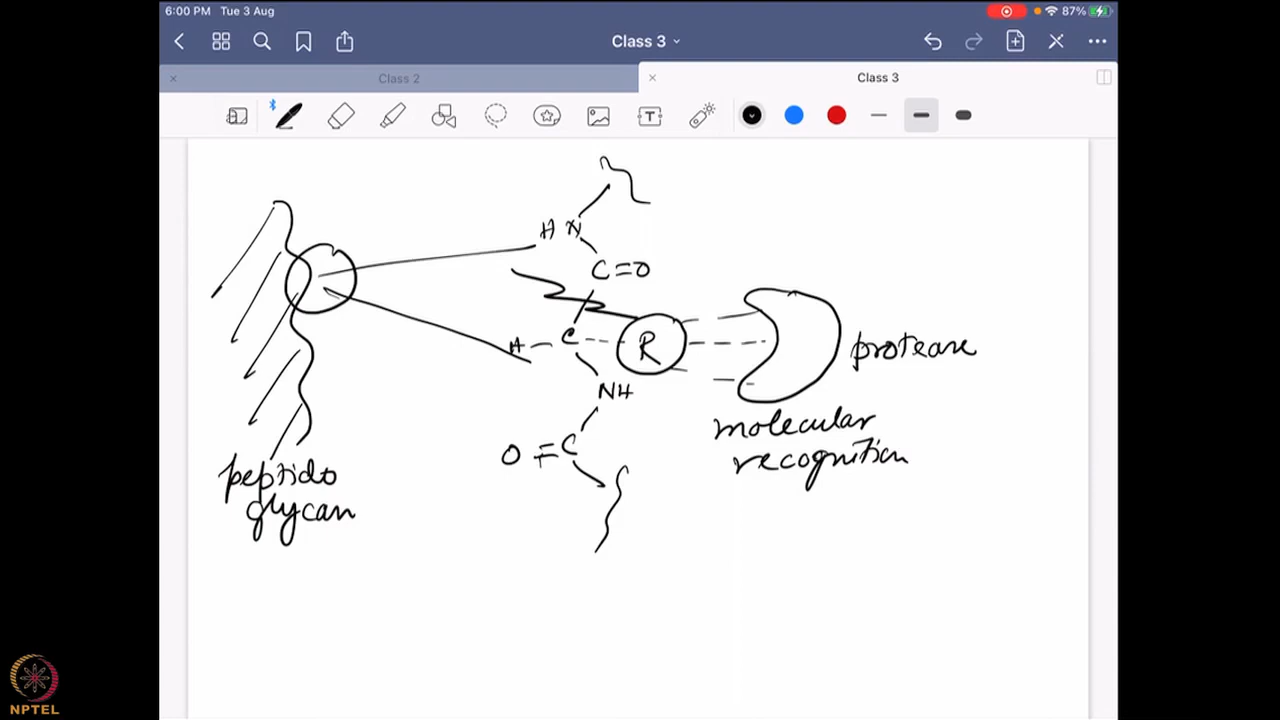 6:00 PM Tue 3 Aug
87%
Class 3
Class 2
Class 3
T
H N
C=O
H C R
protease
NH
molecular
recognition
O=C
peptido
glycan
NPTEL